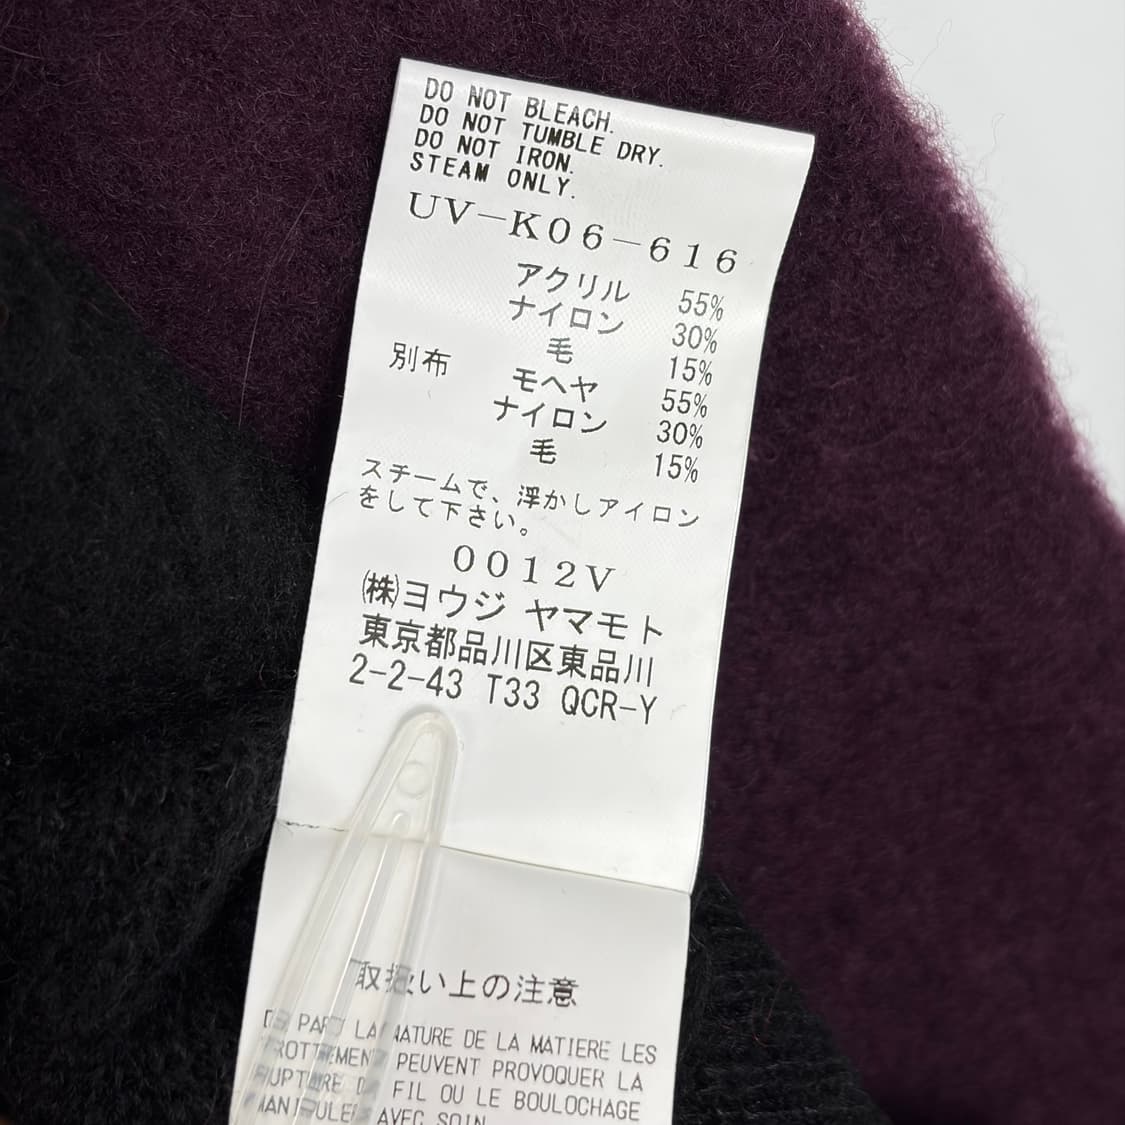 DO NOT BLEACH.
DO NOT TUMBLE DRY.
DO NOT IRON.
STEAM ONLY.
UV-K06-616
アクリル 55%
ナイロン 30%
毛 15%
別布 モヘヤ 55%
ナイロン 30%
毛 15%
スチームで、浮かしアイロン
をして下さい。
0012V
㈱ヨウジ ヤマモト
東京都品川区東品川
2-2-43 T33 QCR-Y
取扱い上の注意
PAR LA NATURE DE LA MATIERE LES
FROTTEMENT PEUVENT PROVOQUER LA
RUPTURE DU FIL OU LE BOULOCHAGE
MANIPULER AVEC SOIN